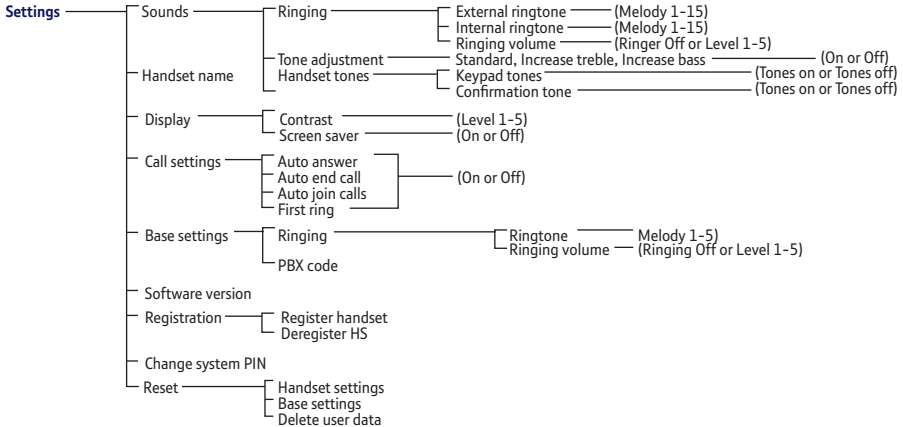 Settings Sounds Ringing External ringtone (Melody 1-15)
Internal ringtone (Melody 1-15)
Ringing volume (Ringer Off or Level 1-5)
Tone adjustment Standard, Increase treble, Increase bass (On or Off)
Handset name Handset tones Keypad tones (Tones on or Tones off)
Confirmation tone (Tones on or Tones off)
Display Contrast (Level 1-5)
Screen saver (On or Off)
Call settings Auto answer
Auto end call (On or Off)
Auto join calls
First ring
Base settings Ringing Ringtone Melody 1-5)
Ringing volume (Ringing Off or Level 1-5)
PBX code
Software version
Registration Register handset
Deregister HS
Change system PIN
Reset Handset settings
Base settings
Delete user data